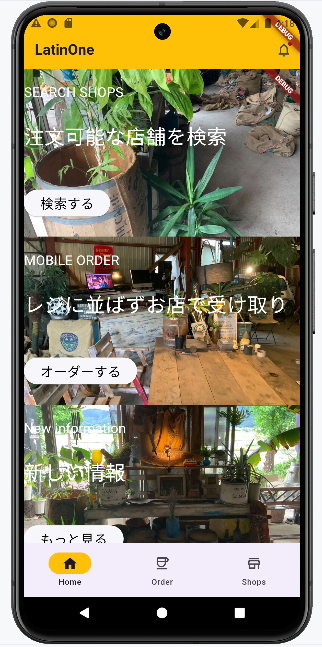 DEBUG
LatinOne
DEBUG
SEARCH SHOPS
注文可能な店舗を検索
検索する
MOBILE ORDER
レジに並ばずお店で受け取り
オーダーする
New information
新しい情報
もっと見る
Home
Order
Shops